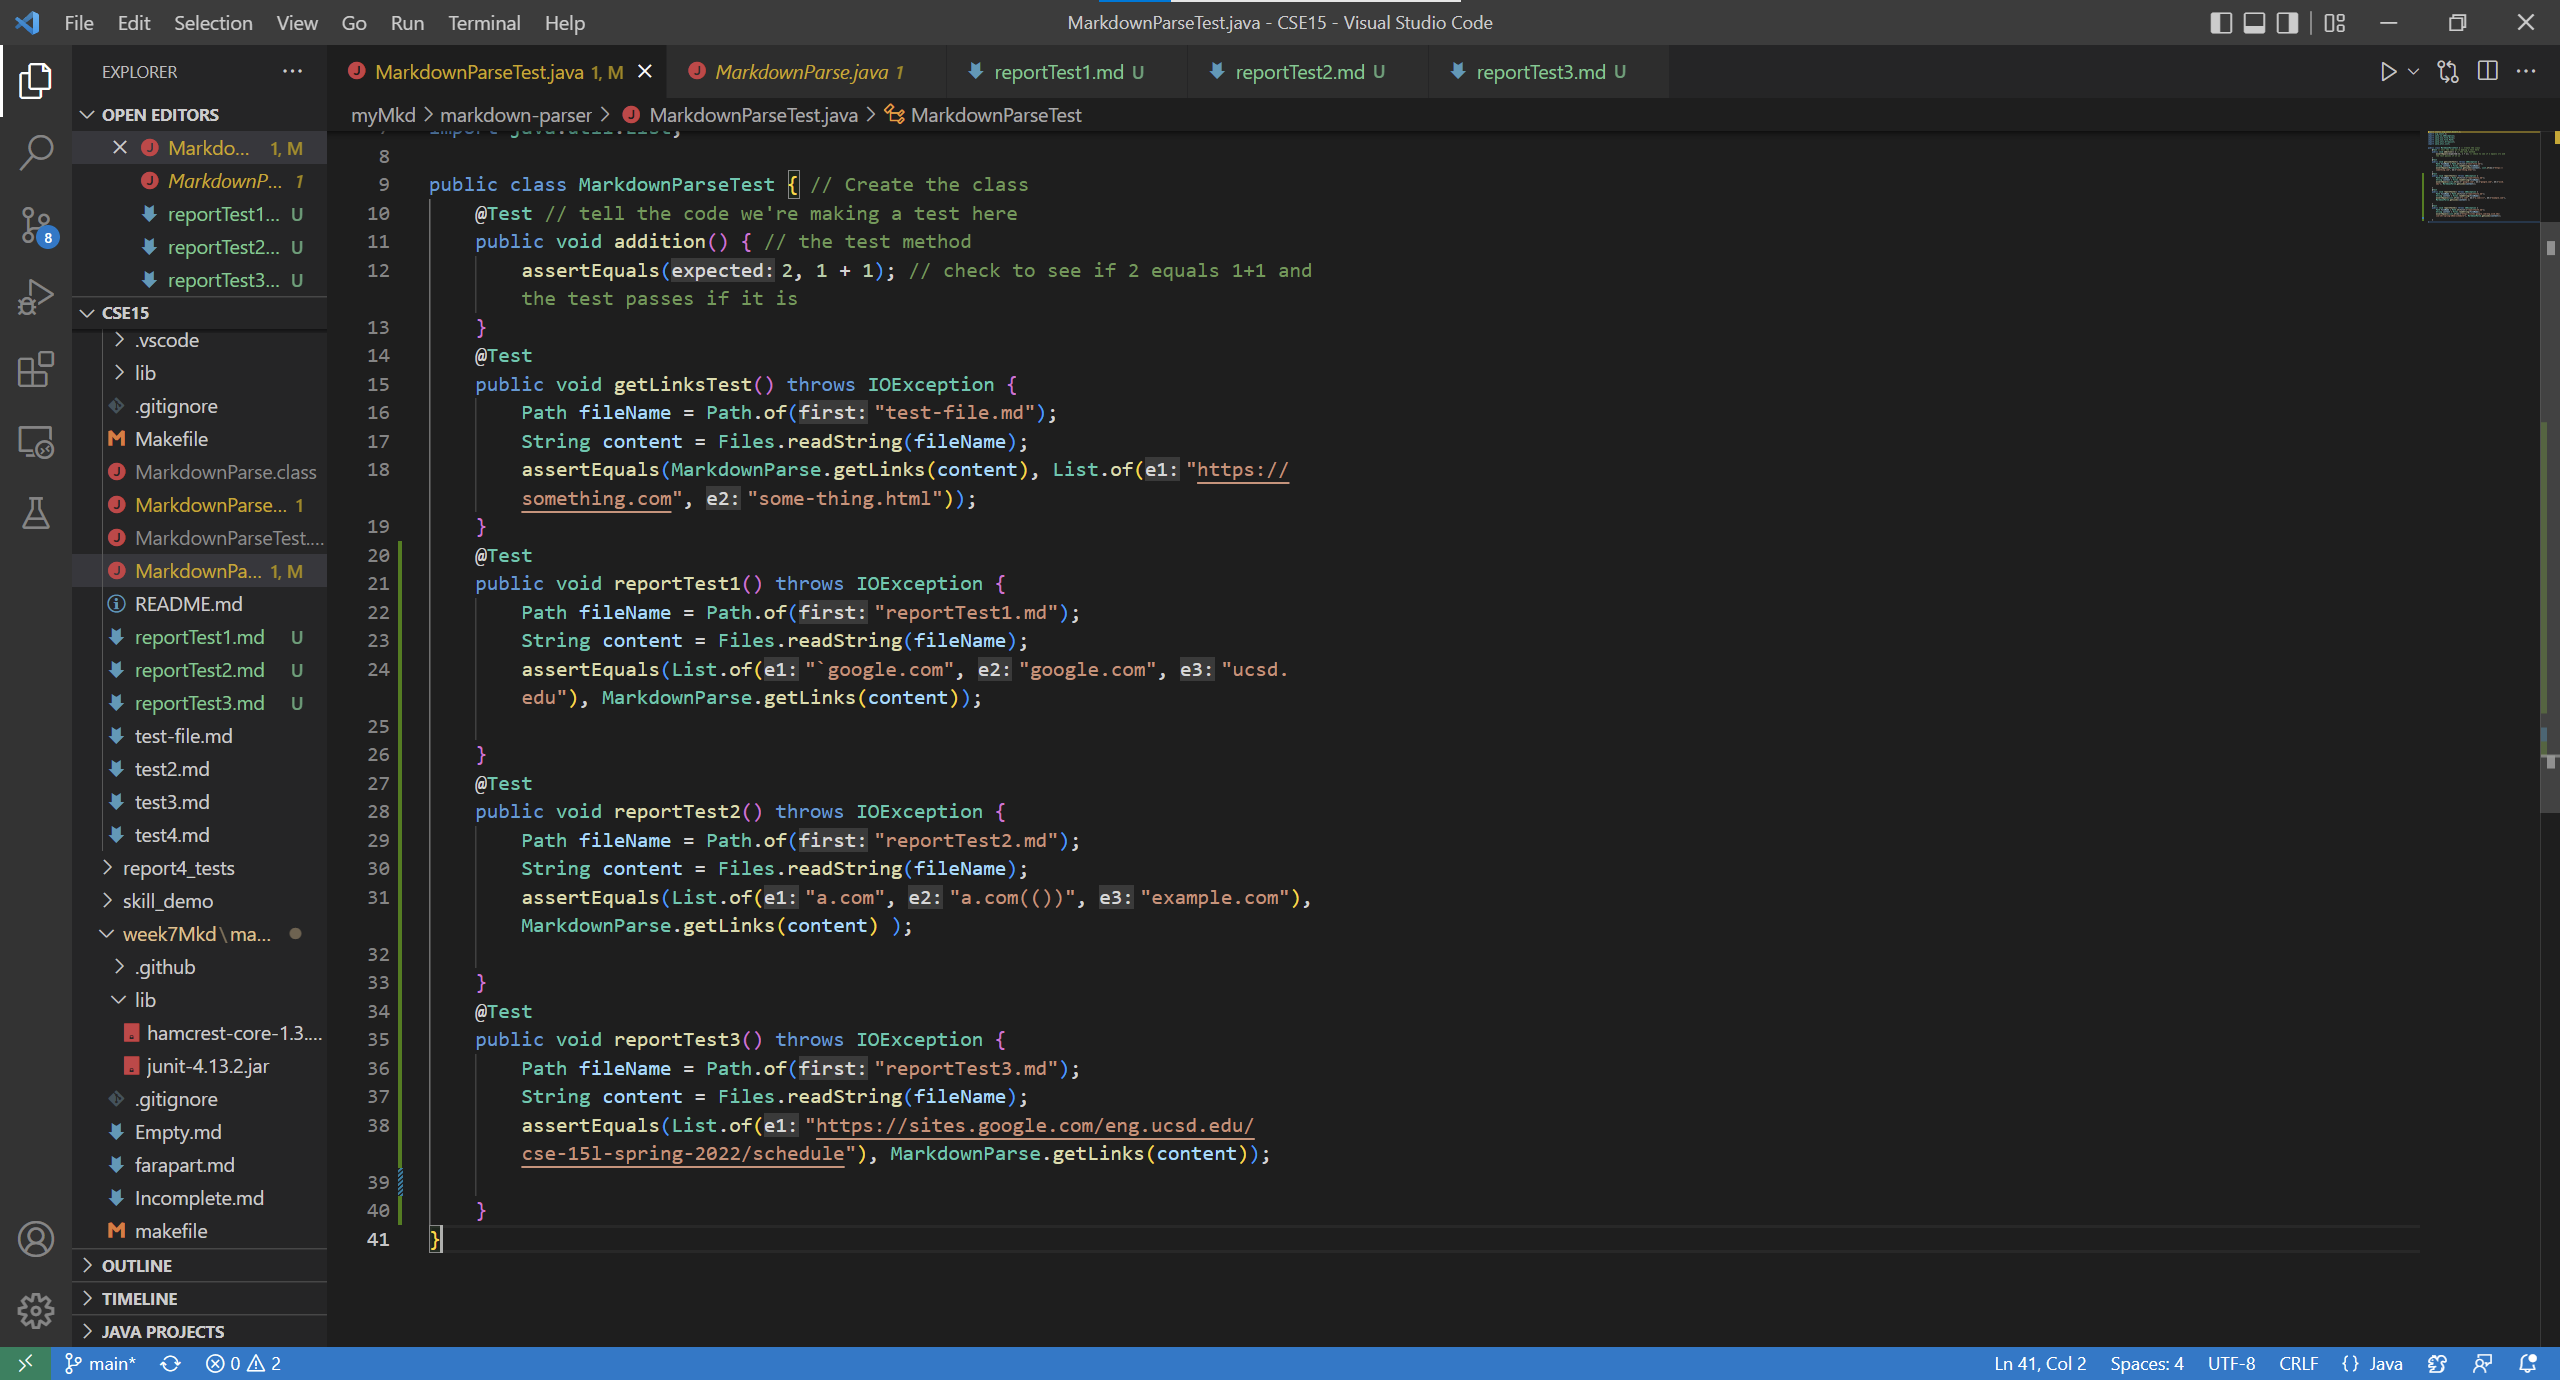 File Edit Selection View Go Run Terminal Help
MarkdownParseTest.java - CSE15 - Visual Studio Code
EXPLORER
OPEN EDITORS
Markdo... 1, M
MarkdownP... 1
reportTest1... U
reportTest2... U
reportTest3... U
CSE15
.vscode
lib
.gitignore
Makefile
MarkdownParse.class
MarkdownParse... 1
MarkdownParseTest....
MarkdownPa... 1, M
README.md
reportTest1.md U
reportTest2.md U
reportTest3.md U
test-file.md
test2.md
test3.md
test4.md
report4_tests
skill_demo
week7Mkd\ma...
.github
lib
hamcrest-core-1.3....
junit-4.13.2.jar
.gitignore
Empty.md
farapart.md
Incomplete.md
makefile
OUTLINE
TIMELINE
JAVA PROJECTS
8
MarkdownParseTest.java 1, M
MarkdownParse.java 1
reportTest1.md U
reportTest2.md U
reportTest3.md U
myMkd > markdown-parser > MarkdownParseTest.java > MarkdownParseTest
7 import java.util.List;
8
9 public class MarkdownParseTest { // Create the class
10 @Test // tell the code we're making a test here
11 public void addition() { // the test method
12 assertEquals(expected: 2, 1 + 1); // check to see if 2 equals 1+1 and
the test passes if it is
13 }
14 @Test
15 public void getLinksTest() throws IOException {
16 Path fileName = Path.of(first: "test-file.md");
17 String content = Files.readString(fileName);
18 assertEquals(MarkdownParse.getLinks(content), List.of(e1: "https://
something.com", e2: "some-thing.html"));
19 }
20 @Test
21 public void reportTest1() throws IOException {
22 Path fileName = Path.of(first: "reportTest1.md");
23 String content = Files.readString(fileName);
24 assertEquals(List.of(e1: "`google.com", e2: "google.com", e3: "ucsd.
edu"), MarkdownParse.getLinks(content));
25
26 }
27 @Test
28 public void reportTest2() throws IOException {
29 Path fileName = Path.of(first: "reportTest2.md");
30 String content = Files.readString(fileName);
31 assertEquals(List.of(e1: "a.com", e2: "a.com(())", e3: "example.com"),
MarkdownParse.getLinks(content) );
32
33 }
34 @Test
35 public void reportTest3() throws IOException {
36 Path fileName = Path.of(first: "reportTest3.md");
37 String content = Files.readString(fileName);
38 assertEquals(List.of(e1: "https://sites.google.com/eng.ucsd.edu/
cse-15l-spring-2022/schedule"), MarkdownParse.getLinks(content));
39
40 }
41 }
main* 0 2
Ln 41, Col 2 Spaces: 4 UTF-8 CRLF {} Java